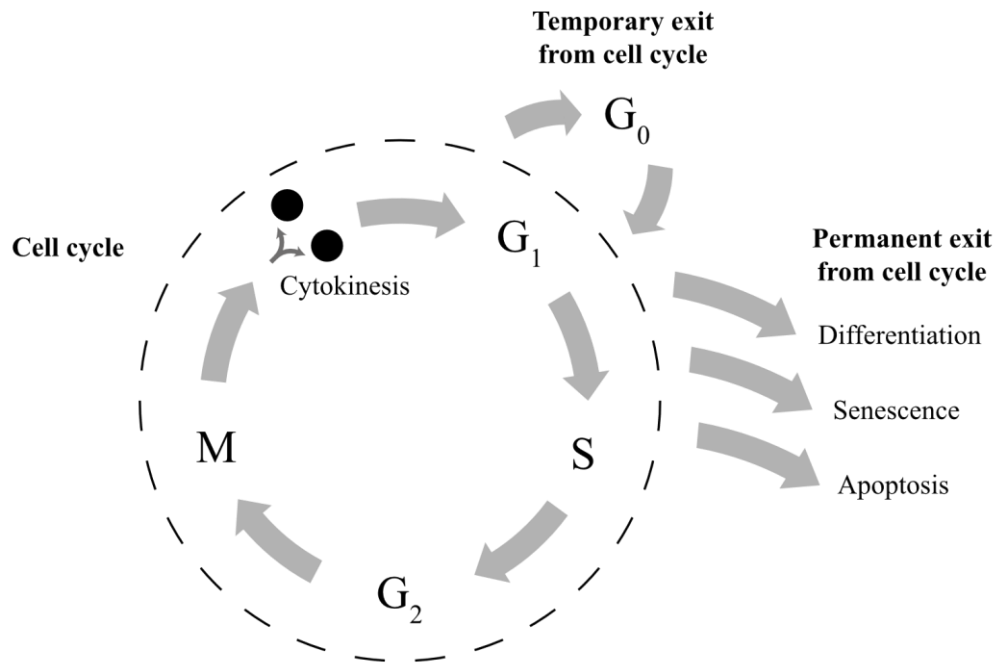 Temporary exit
from cell cycle
G₀
Cell cycle
G₁
Cytokinesis
Permanent exit
from cell cycle
Differentiation
Senescence
Apoptosis
M
S
G₂